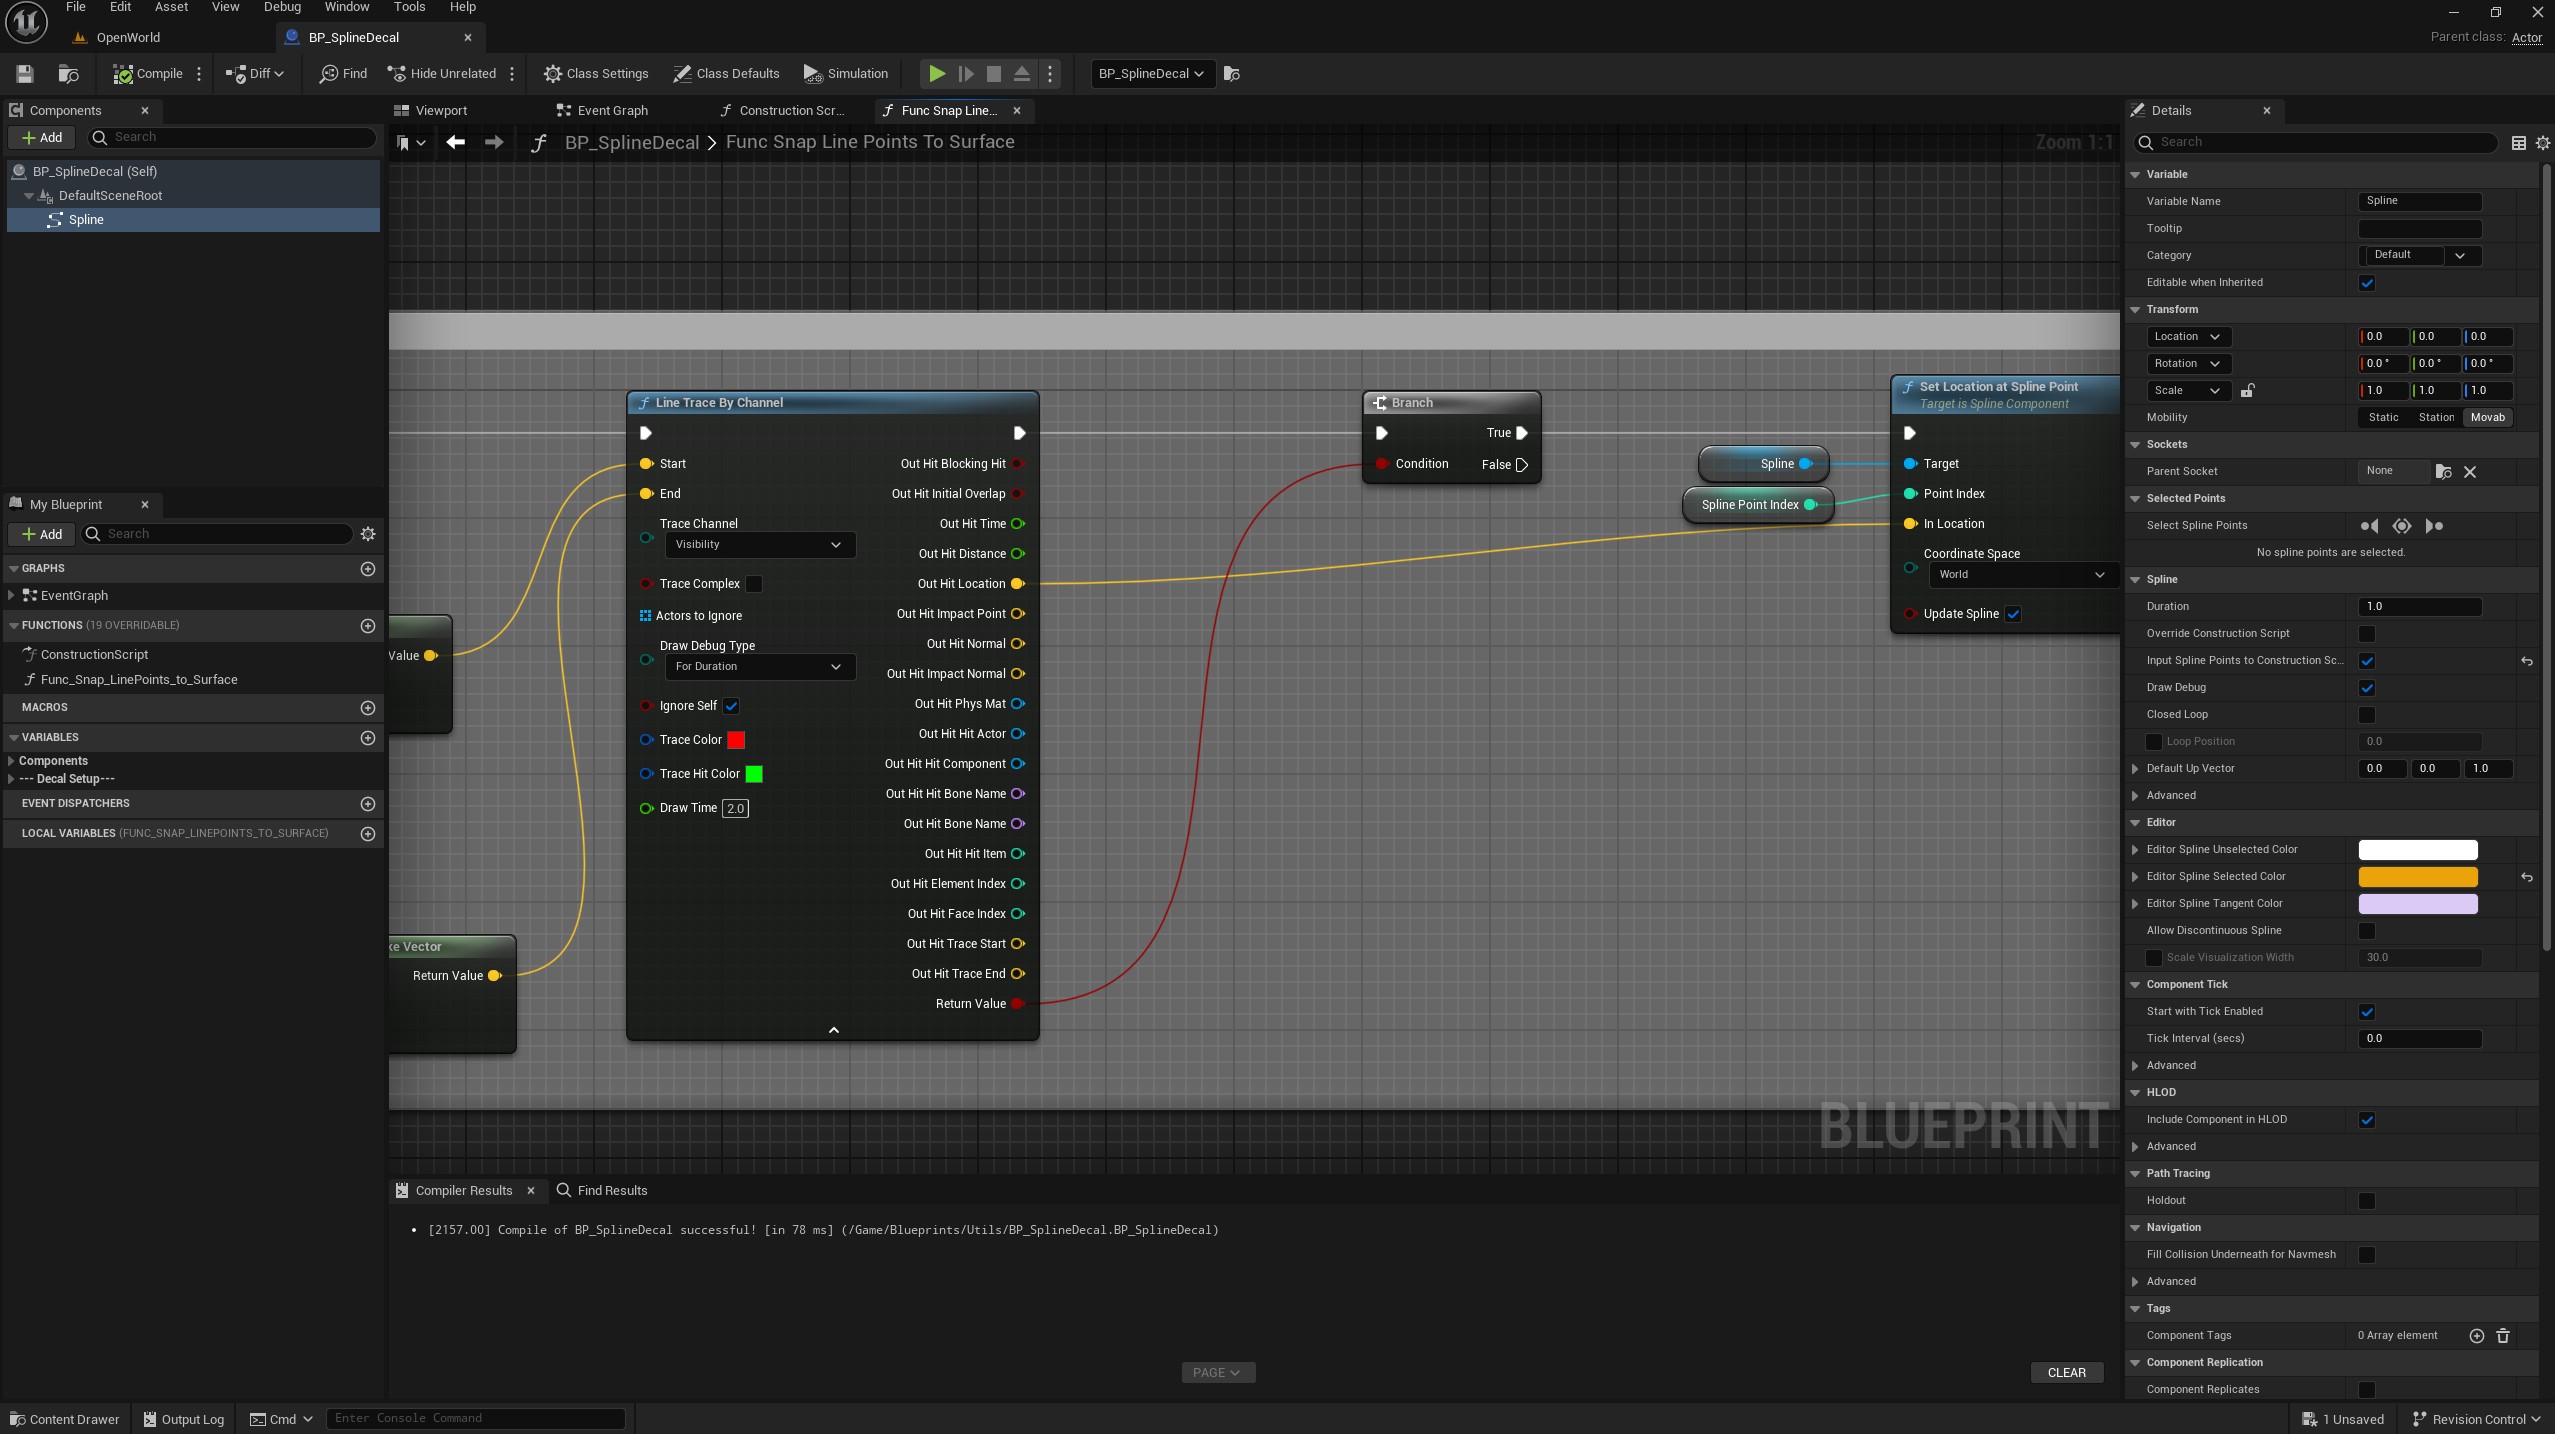 File Edit Asset View Debug Window Tools Help
OpenWorld
BP_SplineDecal
Parent class: Actor
Compile
Diff
Find
Hide Unrelated
Class Settings
Class Defaults
Simulation
BP_SplineDecal
Components
Add
Search
BP_SplineDecal (Self)
DefaultSceneRoot
Spline
My Blueprint
Add
Search
GRAPHS
EventGraph
FUNCTIONS (19 OVERRIDABLE)
ConstructionScript
Func_Snap_LinePoints_to_Surface
MACROS
VARIABLES
Components
--- Decal Setup---
EVENT DISPATCHERS
LOCAL VARIABLES (FUNC_SNAP_LINEPOINTS_TO_SURFACE)
Viewport
Event Graph
Construction Scr...
Func Snap Line...
BP_SplineDecal > Func Snap Line Points To Surface
Zoom 1:1
Value
ke Vector
Return Value
Line Trace By Channel
Start
End
Trace Channel
Visibility
Trace Complex
Actors to Ignore
Draw Debug Type
For Duration
Ignore Self
Trace Color
Trace Hit Color
Draw Time 2.0
Out Hit Blocking Hit
Out Hit Initial Overlap
Out Hit Time
Out Hit Distance
Out Hit Location
Out Hit Impact Point
Out Hit Normal
Out Hit Impact Normal
Out Hit Phys Mat
Out Hit Hit Actor
Out Hit Hit Component
Out Hit Hit Bone Name
Out Hit Bone Name
Out Hit Hit Item
Out Hit Element Index
Out Hit Face Index
Out Hit Trace Start
Out Hit Trace End
Return Value
Branch
True
Condition
False
Spline
Spline Point Index
Set Location at Spline Point
Target is Spline Component
Target
Point Index
In Location
Coordinate Space
World
Update Spline
BLUEPRINT
Compiler Results
Find Results
• [2157.00] Compile of BP_SplineDecal successful! [in 78 ms] (/Game/Blueprints/Utils/BP_SplineDecal.BP_SplineDecal)
PAGE
CLEAR
Details
Search
Variable
Variable Name Spline
Tooltip
Category Default
Editable when Inherited
Transform
Location 0.0 0.0 0.0
Rotation 0.0 ° 0.0 ° 0.0 °
Scale 1.0 1.0 1.0
Mobility Static Station Movab
Sockets
Parent Socket None
Selected Points
Select Spline Points
No spline points are selected.
Spline
Duration 1.0
Override Construction Script
Input Spline Points to Construction Sc...
Draw Debug
Closed Loop
Loop Position 0.0
Default Up Vector 0.0 0.0 1.0
Advanced
Editor
Editor Spline Unselected Color
Editor Spline Selected Color
Editor Spline Tangent Color
Allow Discontinuous Spline
Scale Visualization Width 30.0
Component Tick
Start with Tick Enabled
Tick Interval (secs) 0.0
Advanced
HLOD
Include Component in HLOD
Advanced
Path Tracing
Holdout
Navigation
Fill Collision Underneath for Navmesh
Advanced
Tags
Component Tags 0 Array element
Component Replication
Component Replicates
Content Drawer
Output Log
Cmd
Enter Console Command
1 Unsaved
Revision Control